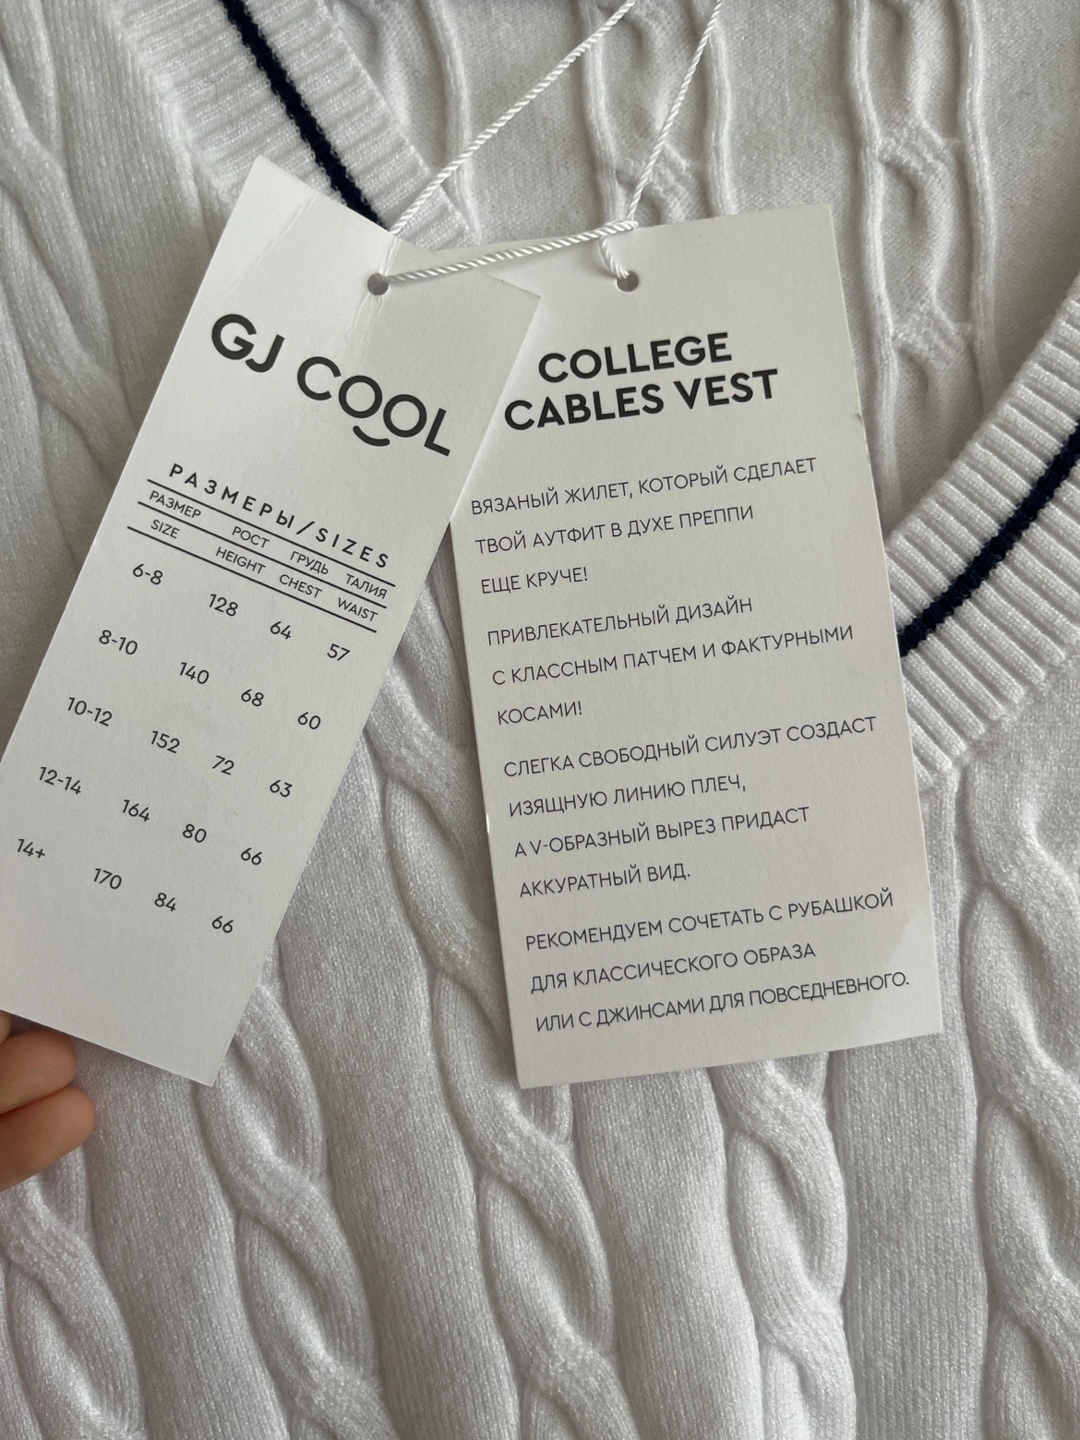 GJ COOL
РАЗМЕРЫ/SIZES
РАЗМЕР РОСТ ГРУДЬ ТАЛИЯ
SIZE HEIGHT CHEST WAIST
6-8 128 64 57
8-10 140 68 60
10-12 152 72 63
12-14 164 80 66
14+ 170 84 66
COLLEGE
CABLES VEST
ВЯЗАНЫЙ ЖИЛЕТ, КОТОРЫЙ СДЕЛАЕТ
ТВОЙ АУТФИТ В ДУХЕ ПРЕППИ
ЕЩЕ КРУЧЕ!
ПРИВЛЕКАТЕЛЬНЫЙ ДИЗАЙН
С КЛАССНЫМ ПАТЧЕМ И ФАКТУРНЫМИ
КОСАМИ!
СЛЕГКА СВОБОДНЫЙ СИЛУЭТ СОЗДАСТ
ИЗЯЩНУЮ ЛИНИЮ ПЛЕЧ,
А V-ОБРАЗНЫЙ ВЫРЕЗ ПРИДАСТ
АККУРАТНЫЙ ВИД.
РЕКОМЕНДУЕМ СОЧЕТАТЬ С РУБАШКОЙ
ДЛЯ КЛАССИЧЕСКОГО ОБРАЗА
ИЛИ С ДЖИНСАМИ ДЛЯ ПОВСЕДНЕВНОГО.